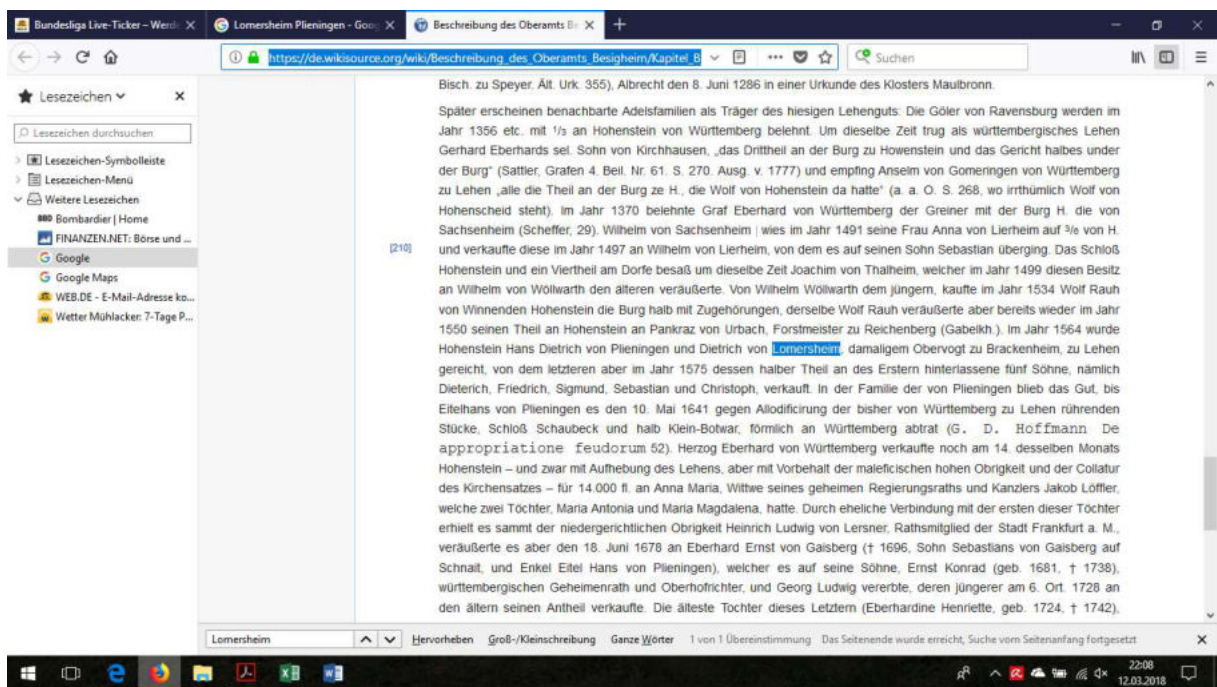 Bundesliga Live-Ticker – Werd
Lomersheim Plieningen - Goog
Beschreibung des Oberamts Be
https://de.wikisource.org/wiki/Beschreibung_des_Oberamts_Besigheim/Kapitel_B
Suchen
Lesezeichen
Lesezeichen durchsuchen
Lesezeichen-Symbolleiste
Lesezeichen-Menü
Weitere Lesezeichen
Bombardier | Home
FINANZEN.NET: Börse und ...
Google
Google Maps
WEB.DE - E-Mail-Adresse ko...
Wetter Mühlacker: 7-Tage P...
Bisch. zu Speyer. Ält. Urk. 355), Albrecht den 8. Juni 1286 in einer Urkunde des Klosters Maulbronn.
Später erscheinen benachbarte Adelsfamilien als Träger des hiesigen Lehenguts: Die Göler von Ravensburg werden im
Jahr 1356 etc. mit 1/3 an Hohenstein von Württemberg belehnt. Um dieselbe Zeit trug als württembergisches Lehen
Gerhard Eberhards sel. Sohn von Kirchhausen, „das Drittheil an der Burg zu Howenstein und das Gericht halbes unter
der Burg“ (Sattler, Grafen 4. Beil. Nr. 61. S. 270. Ausg. v. 1777) und empfing Anselm von Gomeringen von Württemberg
zu Lehen „alle die Theil an der Burg ze H., die Wolf von Hohenstein da hatte“ (a. a. O. S. 268, wo irrthümlich Wolf von
Hohenscheid steht). Im Jahr 1370 belehnte Graf Eberhard von Württemberg der Greiner mit der Burg H. die von
Sachsenheim (Scheffer, 29). Wilhelm von Sachsenheim | wies im Jahr 1491 seine Frau Anna von Lierheim auf 3/8 von H.
[210] und verkaufte diese im Jahr 1497 an Wilhelm von Lierheim, von dem es auf seinen Sohn Sebastian überging. Das Schloß
Hohenstein und ein Viertheil am Dorfe besaß um dieselbe Zeit Joachim von Thalheim, welcher im Jahr 1499 diesen Besitz
an Wilhelm von Wöllwarth den älteren veräußerte. Von Wilhelm Wöllwarth dem jüngern, kaufte im Jahr 1534 Wolf Rauh
von Winnenden Hohenstein die Burg halb mit Zugehörungen, derselbe Wolf Rauh veräußerte aber bereits wieder im Jahr
1550 seinen Theil an Hohenstein an Pankraz von Urbach, Forstmeister zu Reichenberg (Gabelkh.). Im Jahr 1564 wurde
Hohenstein Hans Dietrich von Plieningen und Dietrich von Lomersheim, damaligem Obervogt zu Brackenheim, zu Lehen
gereicht, von dem letzteren aber im Jahr 1575 dessen halber Theil an des Erstern hinterlassene fünf Söhne, nämlich
Dieterich, Friedrich, Sigmund, Sebastian und Christoph, verkauft. In der Familie der von Plieningen blieb das Gut, bis
Eitelhans von Plieningen es den 10. Mai 1641 gegen Allodificirung der bisher von Württemberg zu Lehen rührenden
Stücke, Schloß Schaubeck und halb Klein-Botwar, förmlich an Württemberg abtrat (G. D. Hoffmann De
appropriatione feudorum 52). Herzog Eberhard von Württemberg verkaufte noch am 14. desselben Monats
Hohenstein – und zwar mit Aufhebung des Lehens, aber mit Vorbehalt der maleficischen hohen Obrigkeit und der Collatur
des Kirchensatzes – für 14.000 fl. an Anna Maria, Wittwe seines geheimen Regierungsraths und Kanzlers Jakob Löffler,
welche zwei Töchter, Maria Antonia und Maria Magdalena, hatte. Durch eheliche Verbindung mit der ersten dieser Töchter
erhielt es sammt der niedergerichtlichen Obrigkeit Heinrich Ludwig von Lersner, Rathsmitglied der Stadt Frankfurt a. M.,
veräußerte es aber den 18. Juni 1678 an Eberhard Ernst von Gaisberg († 1696, Sohn Sebastians von Gaisberg auf
Schnait, und Enkel Eitel Hans von Plieningen), welcher es auf seine Söhne, Ernst Konrad (geb. 1681, † 1738),
württembergischen Geheimenrath und Oberhofrichter, und Georg Ludwig vererbte, deren jüngerer am 6. Ort. 1728 an
den ältern seinen Antheil verkaufte. Die älteste Tochter dieses Letztern (Eberhardine Henriette, geb. 1724, † 1742),
Lomersheim
Hervorheben Groß-/Kleinschreibung Ganze Wörter 1 von 1 Übereinstimmung Das Seitenende wurde erreicht, Suche vom Seitenanfang fortgesetzt
22:08
12.03.2018